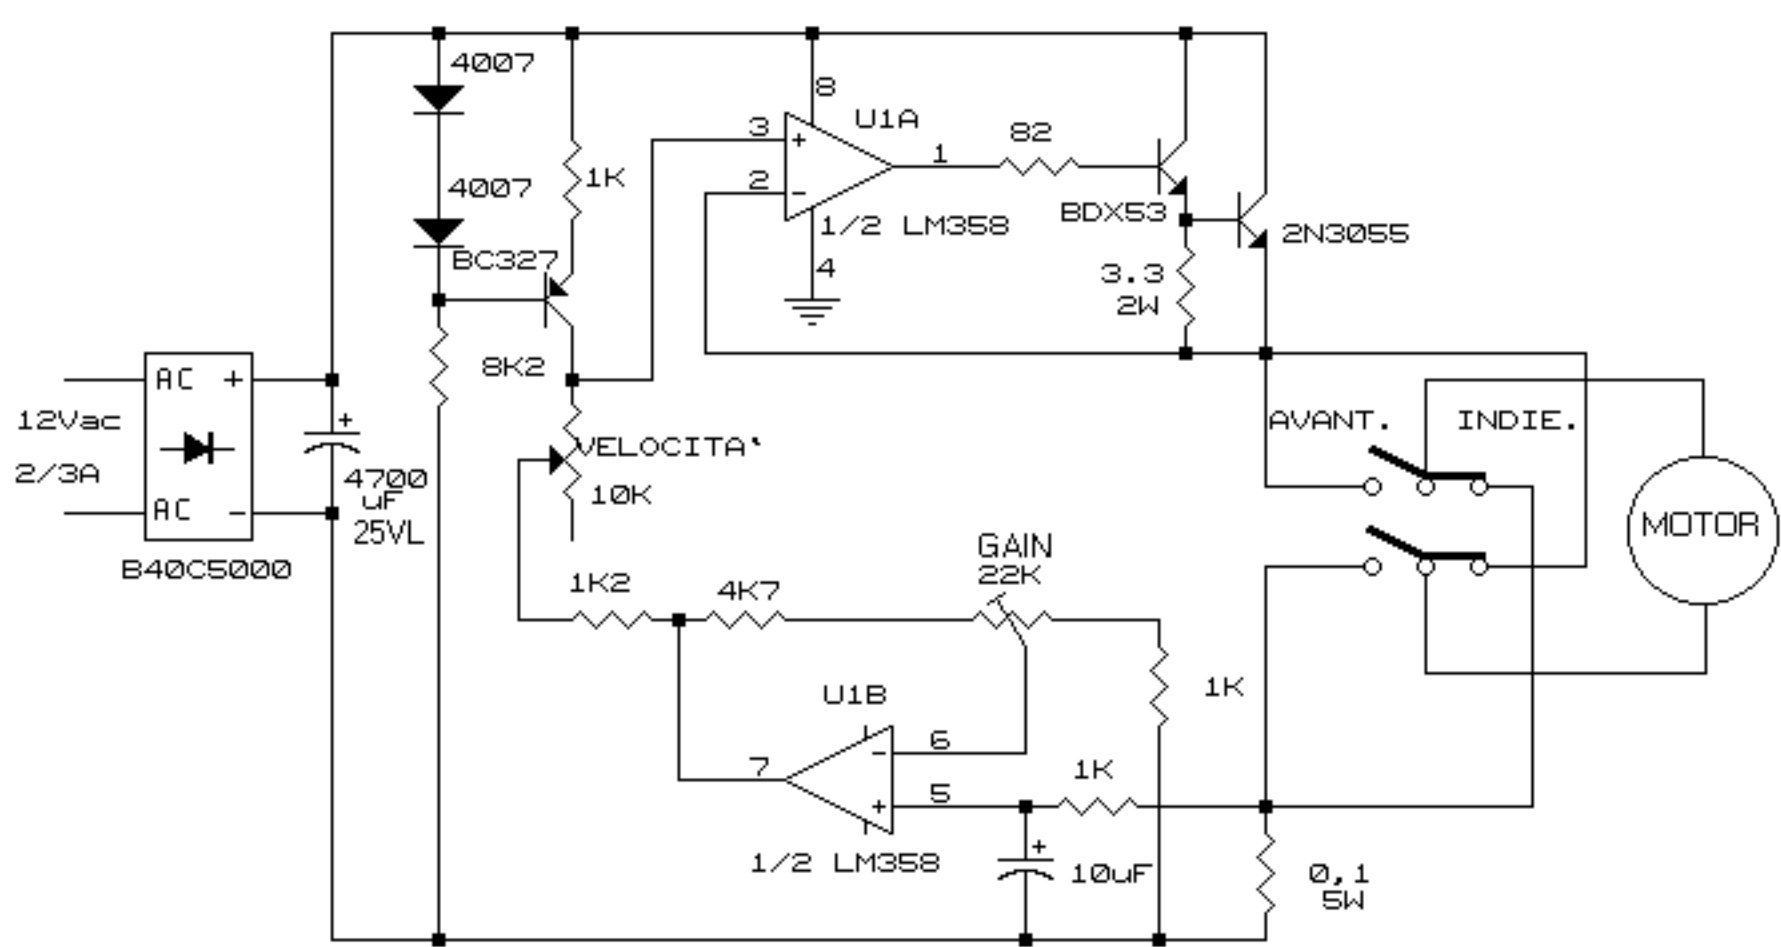 4007
8
U1A
3
+
1
82
2
-
4007
1K
BDX53
1/2 LM358
2N3055
BC327
4
3.3
2W
8K2
AC +
12Vac
2/3A
AC -
B40C5000
+
4700
uF
25VL
VELOCITA'
10K
AVANT. INDIE.
MOTOR
GAIN
22K
1K2
4K7
1K
U1B
6
-
7
5
+
1K
1/2 LM358
+
10uF
0,1
5W